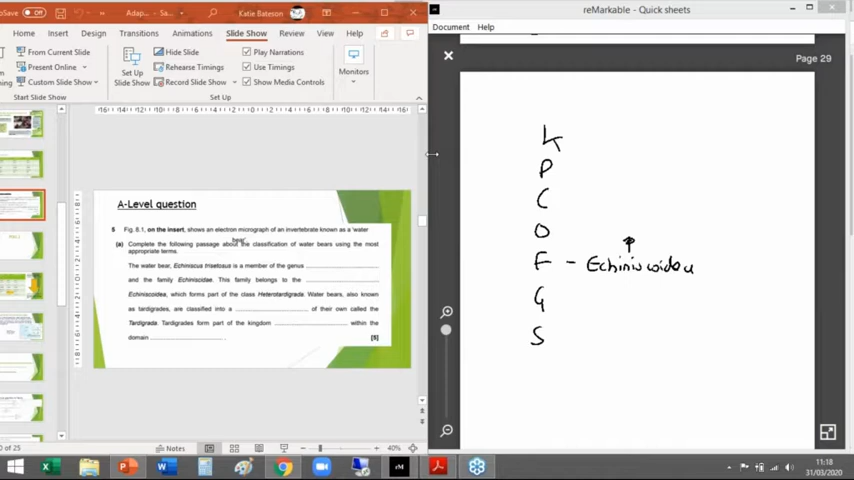 AutoSave Off Adap... Katie Bateson
Home Insert Design Transitions Animations Slide Show Review View Help
From Current Slide
Present Online
Custom Slide Show
Start Slide Show
Set Up
Slide Show
Hide Slide
Rehearse Timings
Record Slide Show
Set Up
Play Narrations
Use Timings
Show Media Controls
Monitors
A-Level question
5 Fig. 8.1, on the insert, shows an electron micrograph of an invertebrate known as a 'water
bear'.
(a) Complete the following passage about the classification of water bears using the most
appropriate terms.
The water bear, Echiniscus trisetosus is a member of the genus
and the family Echiniscidae. This family belongs to the
Echiniscoidea, which forms part of the class Heterotardigrada. Water bears, also known
as tardigrades, are classified into a of their own called the
Tardigrada. Tardigrades form part of the kingdom within the
domain .
[5]
Notes 40%
reMarkable - Quick sheets
Document Help
Page 29
K
P
C
O
F - Echiniscoidea
G
S
11:18
31/03/2020